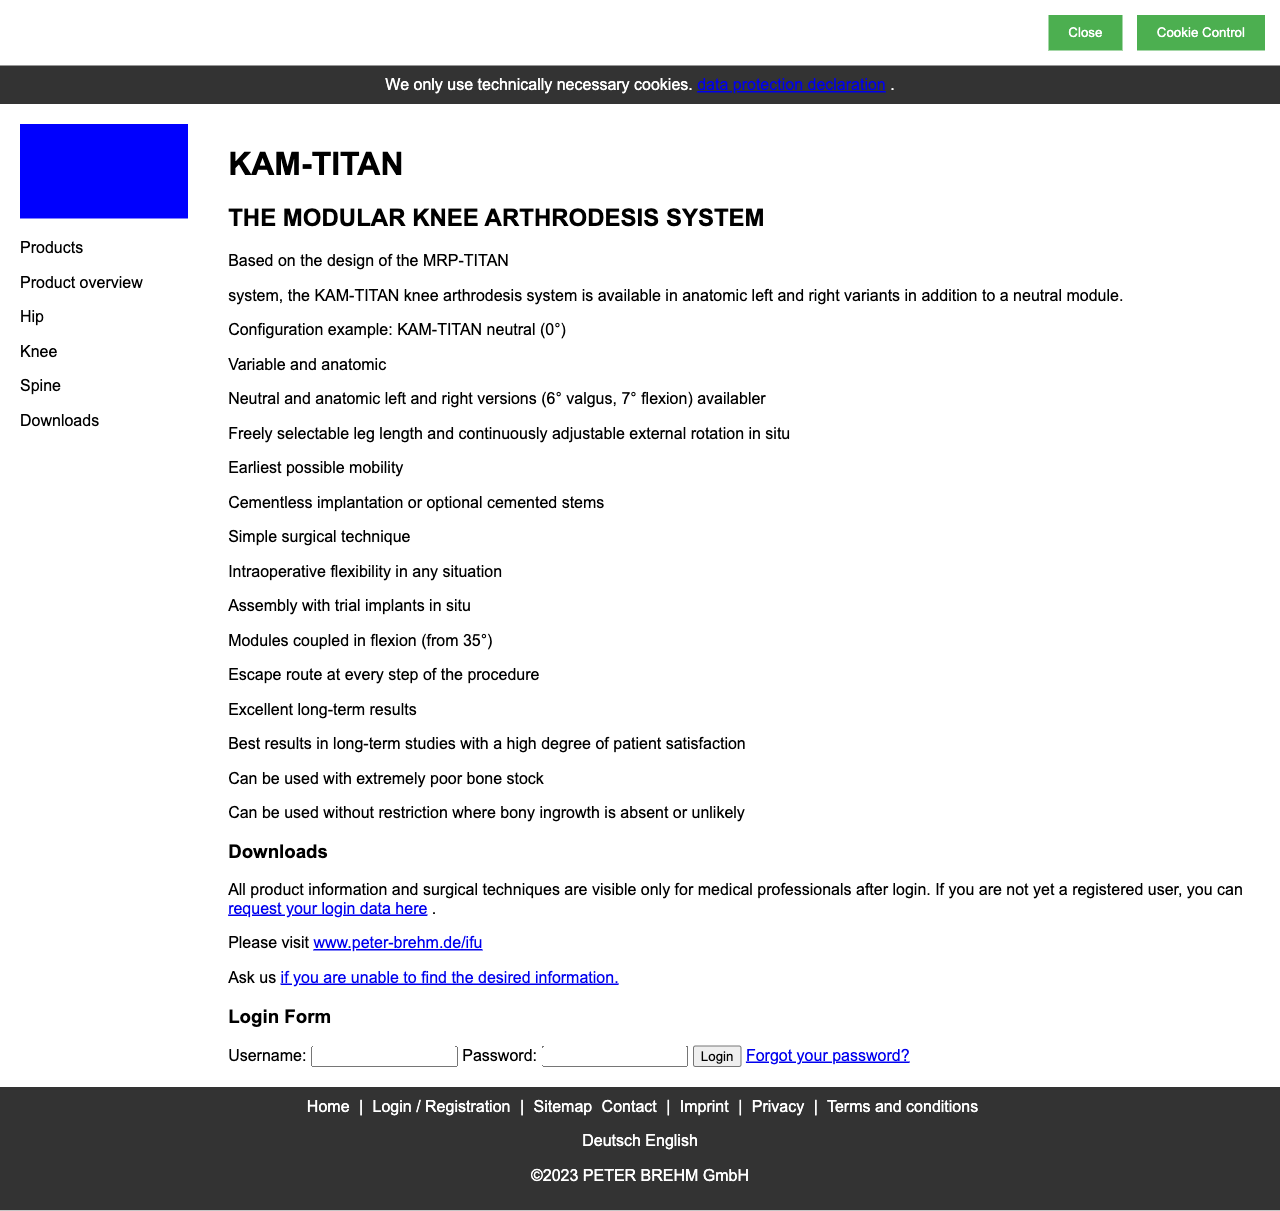 Close
Cookie Control
We only use technically necessary cookies. data protection declaration .
Products
Product overview
Hip
Knee
Spine
Downloads
KAM-TITAN
THE MODULAR KNEE ARTHRODESIS SYSTEM
Based on the design of the MRP-TITAN
system, the KAM-TITAN knee arthrodesis system is available in anatomic left and right variants in addition to a neutral module.
Configuration example: KAM-TITAN neutral (0°)
Variable and anatomic
Neutral and anatomic left and right versions (6° valgus, 7° flexion) availabler
Freely selectable leg length and continuously adjustable external rotation in situ
Earliest possible mobility
Cementless implantation or optional cemented stems
Simple surgical technique
Intraoperative flexibility in any situation
Assembly with trial implants in situ
Modules coupled in flexion (from 35°)
Escape route at every step of the procedure
Excellent long-term results
Best results in long-term studies with a high degree of patient satisfaction
Can be used with extremely poor bone stock
Can be used without restriction where bony ingrowth is absent or unlikely
Downloads
All product information and surgical techniques are visible only for medical professionals after login. If you are not yet a registered user, you can
request your login data here .
Please visit www.peter-brehm.de/ifu
Ask us if you are unable to find the desired information.
Login Form
Username: Password: Login Forgot your password?
Home | Login / Registration | Sitemap Contact | Imprint | Privacy | Terms and conditions
Deutsch English
©2023 PETER BREHM GmbH